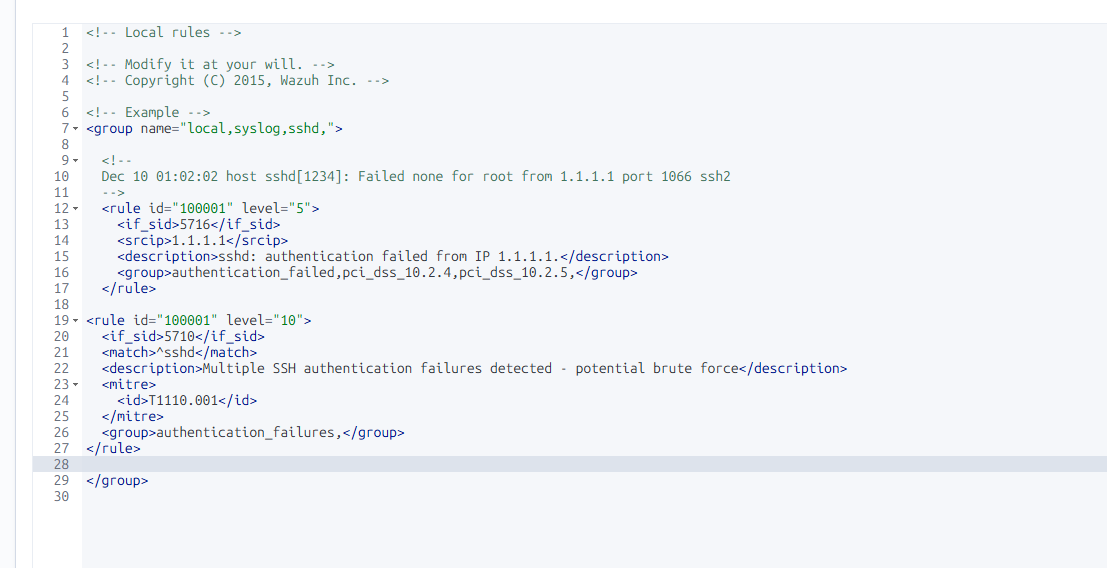 1 <!-- Local rules -->
2
3 <!-- Modify it at your will. -->
4 <!-- Copyright (C) 2015, Wazuh Inc. -->
5
6 <!-- Example -->
7 <group name="local,syslog,sshd,">
8
9   <!--
10   Dec 10 01:02:02 host sshd[1234]: Failed none for root from 1.1.1.1 port 1066 ssh2
11   -->
12   <rule id="100001" level="5">
13     <if_sid>5716</if_sid>
14     <srcip>1.1.1.1</srcip>
15     <description>sshd: authentication failed from IP 1.1.1.1.</description>
16     <group>authentication_failed,pci_dss_10.2.4,pci_dss_10.2.5,</group>
17   </rule>
18
19 <rule id="100001" level="10">
20   <if_sid>5710</if_sid>
21   <match>^sshd</match>
22   <description>Multiple SSH authentication failures detected - potential brute force</description>
23   <mitre>
24     <id>T1110.001</id>
25   </mitre>
26   <group>authentication_failures,</group>
27 </rule>
28
29 </group>
30